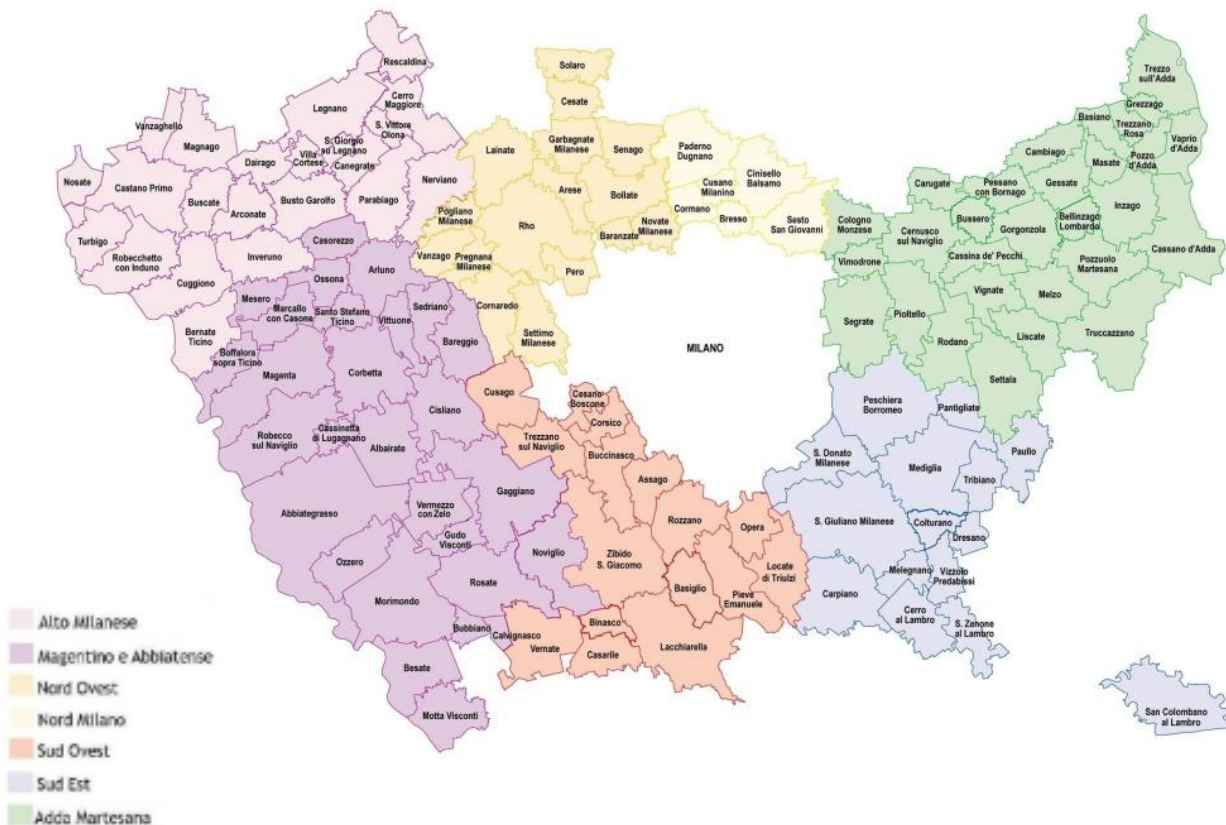 Rescaldina
Legnano
Cerro
Maggiore
S. Vittore
Olona
S. Giorgio
su Legnano
Villa
Cortese
Canegrate
Vanzaghello
Magnago
Dairago
Nosate
Castano Primo
Buscate
Arconate
Busto Garolfo
Parabiago
Nerviano
Turbigo
Robecchetto
con Induno
Cuggiono
Inveruno
Bernate
Ticino
Casorezzo
Arluno
Ossona
Mesero
Marcallo
con Casone
Santo Stefano
Ticino
Vittuone
Sedriano
Bareggio
Boffalora
sopra Ticino
Magenta
Corbetta
Cisliano
Robecco
sul Naviglio
Cassinetta
di Lugagnano
Albairate
Abbiategrasso
Vermezzo
con Zelo
Gaggiano
Gudo
Visconti
Ozzero
Noviglio
Rosate
Morimondo
Bubbiano
Calvignasco
Besate
Motta Visconti
Solaro
Cesate
Lainate
Garbagnate
Milanese
Senago
Arese
Bollate
Pogliano
Milanese
Rho
Novate
Milanese
Baranzate
Vanzago
Pregnana
Milanese
Pero
Cornaredo
Settimo
Milanese
Paderno
Dugnano
Cinisello
Balsamo
Cusano
Milanino
Cormano
Bresso
Sesto
San Giovanni
MILANO
Cusago
Cesano
Boscone
Corsico
Trezzano
sul Naviglio
Buccinasco
Assago
Rozzano
Opera
Zibido
S. Giacomo
Locate
di Triulzi
Basiglio
Pieve
Emanuele
Binasco
Vernate
Casarile
Lacchiarella
Trezzo
sull'Adda
Grezzago
Basiano
Trezzano
Rosa
Vaprio
d'Adda
Cambiago
Masate
Pozzo
d'Adda
Carugate
Pessano
con Bornago
Gessate
Inzago
Cologno
Monzese
Bussero
Bellinzago
Lombardo
Cernusco
sul Naviglio
Gorgonzola
Cassano d'Adda
Vimodrone
Cassina de' Pecchi
Pozzuolo
Martesana
Vignate
Melzo
Segrate
Pioltello
Rodano
Liscate
Truccazzano
Settala
Peschiera
Borromeo
Pantigliate
S. Donato
Milanese
Mediglia
Paullo
Tribiano
S. Giuliano Milanese
Colturano
Dresano
Melegnano
Vizzolo
Predabissi
Carpiano
Cerro
al Lambro
S. Zenone
al Lambro
San Colombano
al Lambro
Alto Milanese
Magentino e Abbiatense
Nord Ovest
Nord Milano
Sud Ovest
Sud Est
Adda Martesana